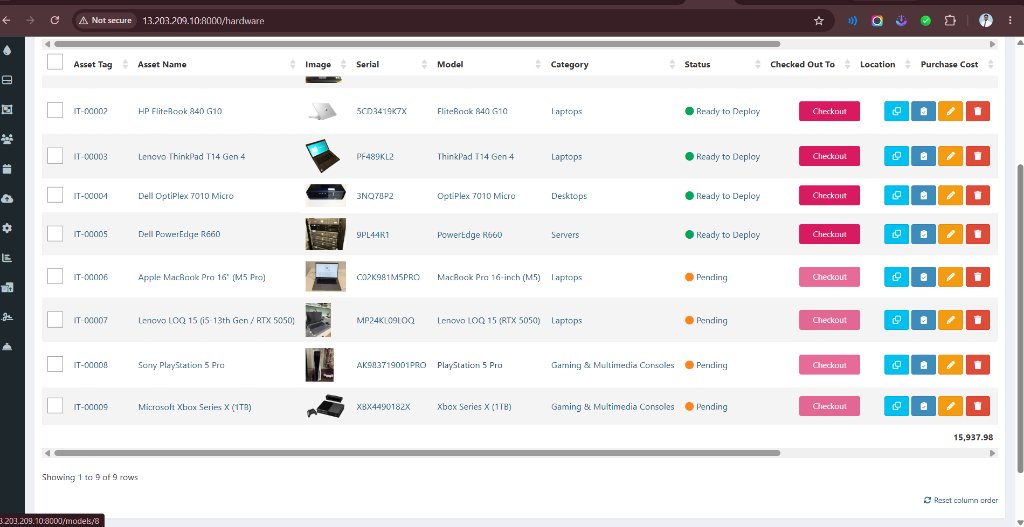 Not secure 13.203.209.10:8000/hardware
Asset Tag Asset Name Image Serial Model Category Status Checked Out To Location Purchase Cost
IT-00002 HP EliteBook 840 G10 5CD3419K7X EliteBook 840 G10 Laptops Ready to Deploy Checkout
IT-00003 Lenovo ThinkPad T14 Gen 4 PF489KL2 ThinkPad T14 Gen 4 Laptops Ready to Deploy Checkout
IT-00004 Dell OptiPlex 7010 Micro 3NQ78P2 OptiPlex 7010 Micro Desktops Ready to Deploy Checkout
IT-00005 Dell PowerEdge R660 9PL44R1 PowerEdge R660 Servers Ready to Deploy Checkout
IT-00006 Apple MacBook Pro 16" (M5 Pro) C02K981M5PRO MacBook Pro 16-inch (M5) Laptops Pending Checkout
IT-00007 Lenovo LOQ 15 (i5-13th Gen / RTX 5050) MP24KL09LOQ Lenovo LOQ 15 (RTX 5050) Laptops Pending Checkout
IT-00008 Sony PlayStation 5 Pro AK983719001PRO PlayStation 5 Pro Gaming & Multimedia Consoles Pending Checkout
IT-00009 Microsoft Xbox Series X (1TB) XBX4490182X Xbox Series X (1TB) Gaming & Multimedia Consoles Pending Checkout
15,937.98
Showing 1 to 9 of 9 rows
Reset column order
3.203.209.10:8000/models/8